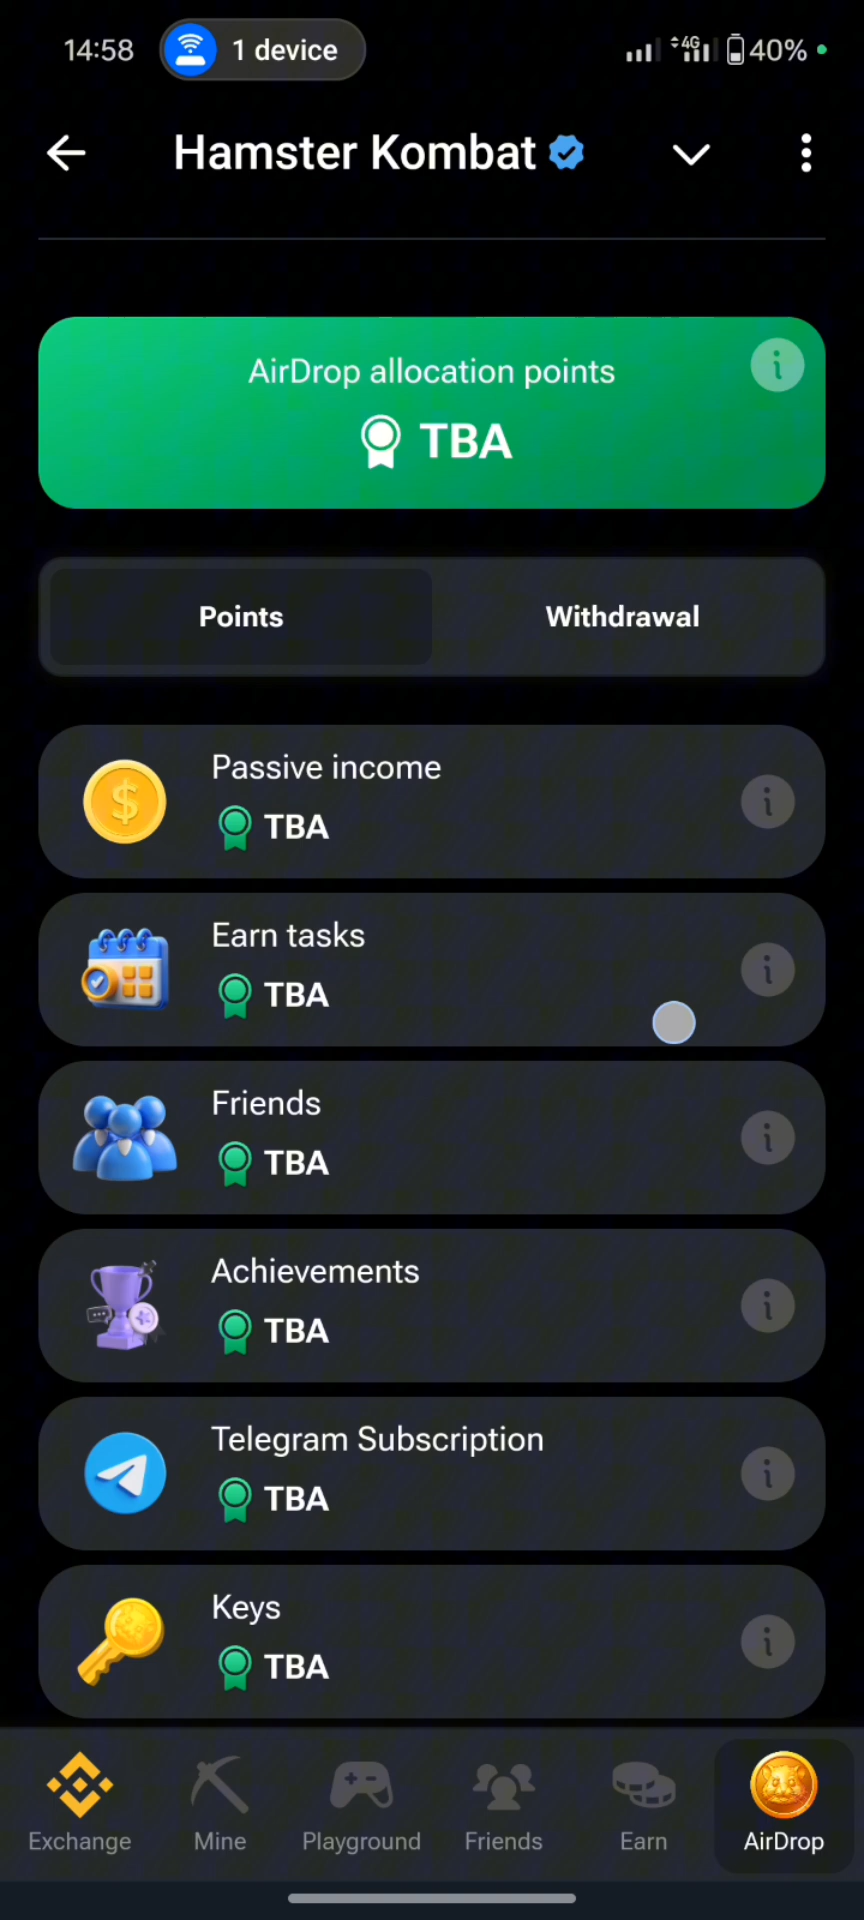 14:58
1 device
4G
40%
Hamster Kombat
AirDrop allocation points
TBA
Points
Withdrawal
Passive income
TBA
Earn tasks
TBA
Friends
TBA
Achievements
TBA
Telegram Subscription
TBA
Keys
TBA
Exchange
Mine
Playground
Friends
Earn
AirDrop